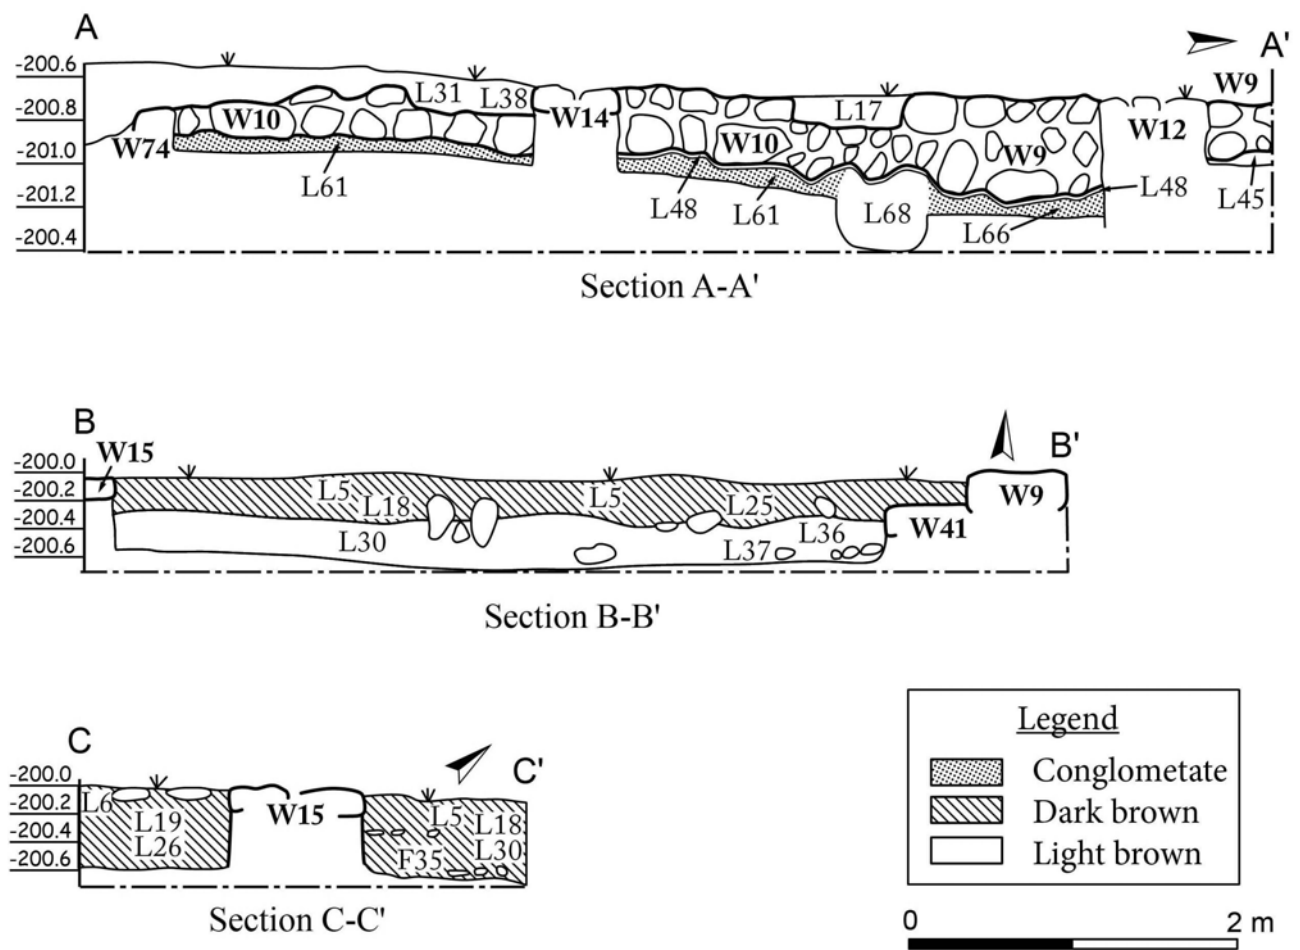 A
A'
-200.6
-200.8
-201.0
-201.2
-200.4
W9
L31 L38
W10
W14
L17
W12
W74
W10
W9
L61
L48
L61
L68
L66
L48
L45
Section A-A'
B
B'
W15
-200.0
-200.2
-200.4
-200.6
L5
L18
L5
L25
W9
L30
L36
L37
W41
Section B-B'
C
C'
-200.0
-200.2
-200.4
-200.6
L6
L19
L26
W15
L5
L18
L30
F35
Section C-C'
Legend
Conglometate
Dark brown
Light brown
0 2 m